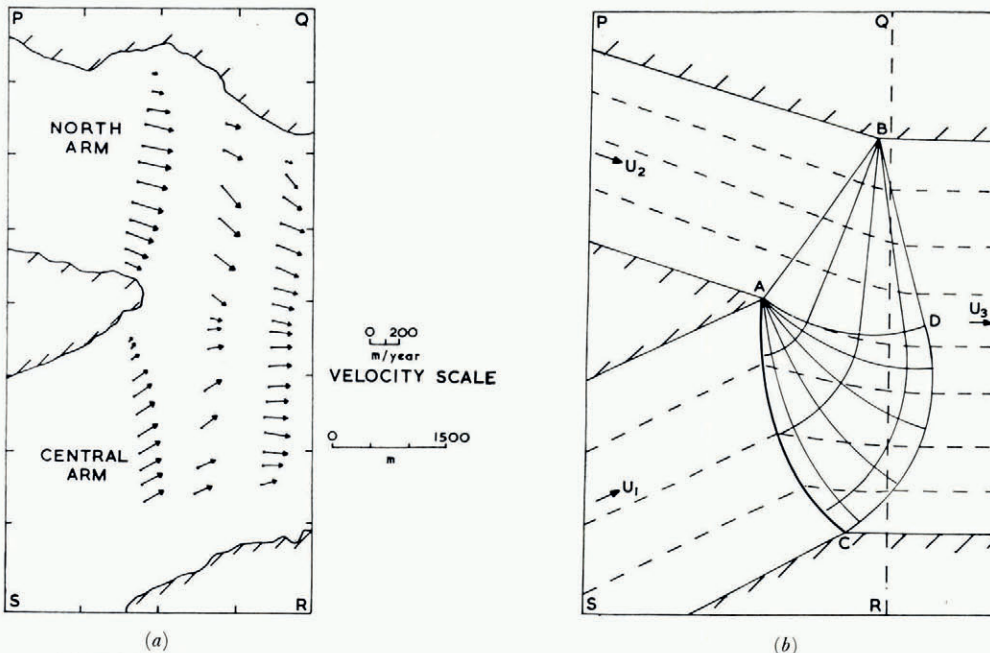 P Q
NORTH
ARM
CENTRAL
ARM
S R
(a)
0 200
m/year
VELOCITY SCALE
0 1500
m
P Q
B
U2
A
D
U3
U1
C
S R
(b)